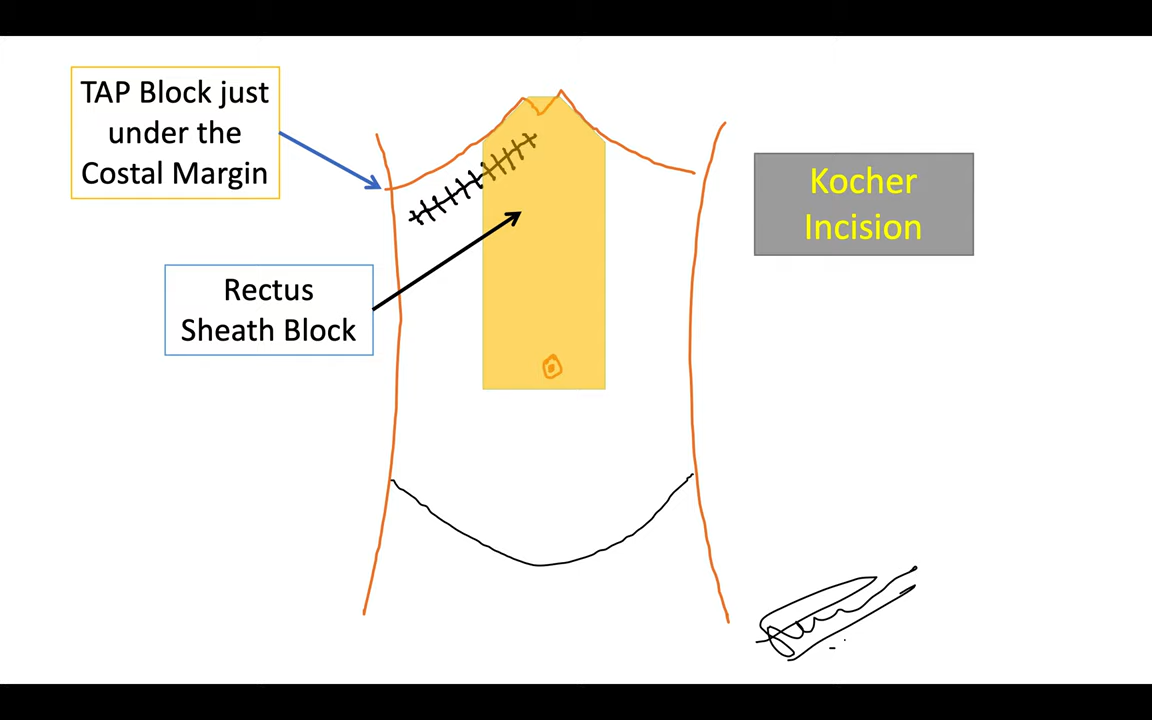 TAP Block just
under the
Costal Margin
Kocher
Incision
Rectus
Sheath Block